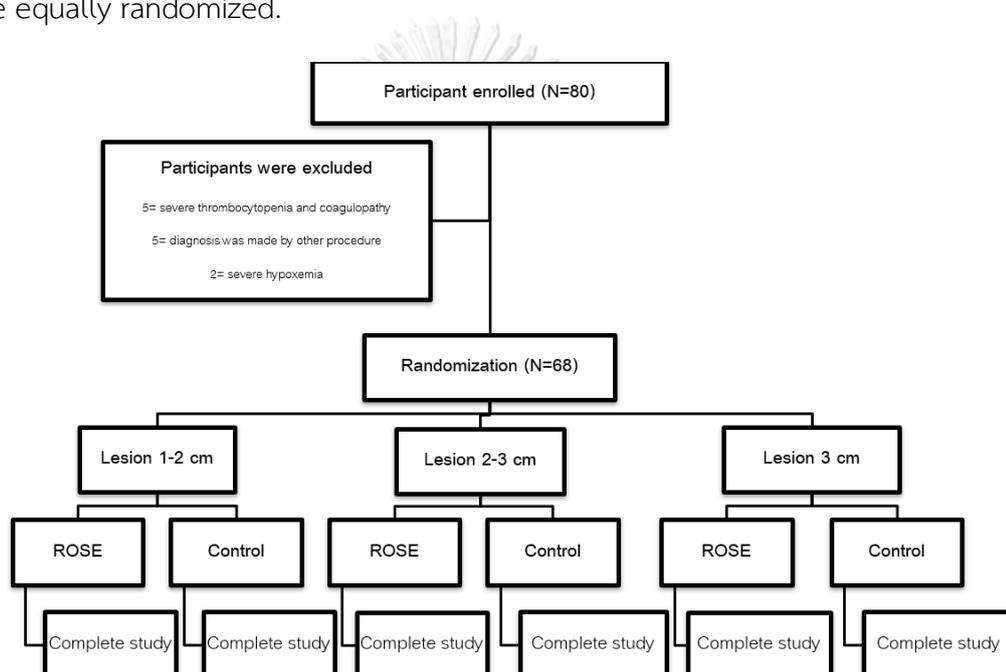 e equally randomized.
Participant enrolled (N=80)
Participants were excluded
5= severe thrombocytopenia and coagulopathy
5= diagnosis was made by other procedure
2= severe hypoxemia
Randomization (N=68)
Lesion 1-2 cm
Lesion 2-3 cm
Lesion 3 cm
ROSE
Control
ROSE
Control
ROSE
Control
Complete study
Complete study
Complete study
Complete study
Complete study
Complete study